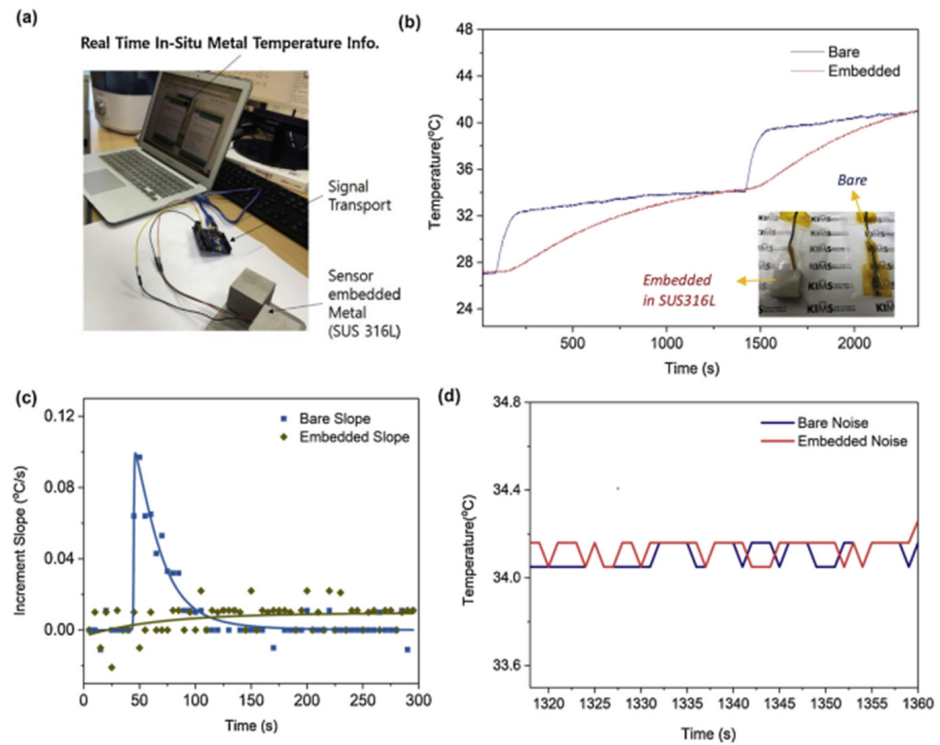 (a)
Real Time In-Situ Metal Temperature Info.
Signal
Transport
Sensor
embedded
Metal
(SUS 316L)
(b)
48
44
40
36
32
28
24
Temperature(°C)
Bare
Embedded
Bare
Embedded
in SUS316L
KIMS
KIMS
KIMS
500
1000
1500
2000
Time (s)
(c)
0.12
0.08
0.04
0.00
Increment Slope (°C/s)
Bare Slope
Embedded Slope
0
50
100
150
200
250
300
Time (s)
(d)
34.8
34.4
34.0
33.6
Temperature(°C)
Bare Noise
Embedded Noise
1320
1325
1330
1335
1340
1345
1350
1355
1360
Time (s)